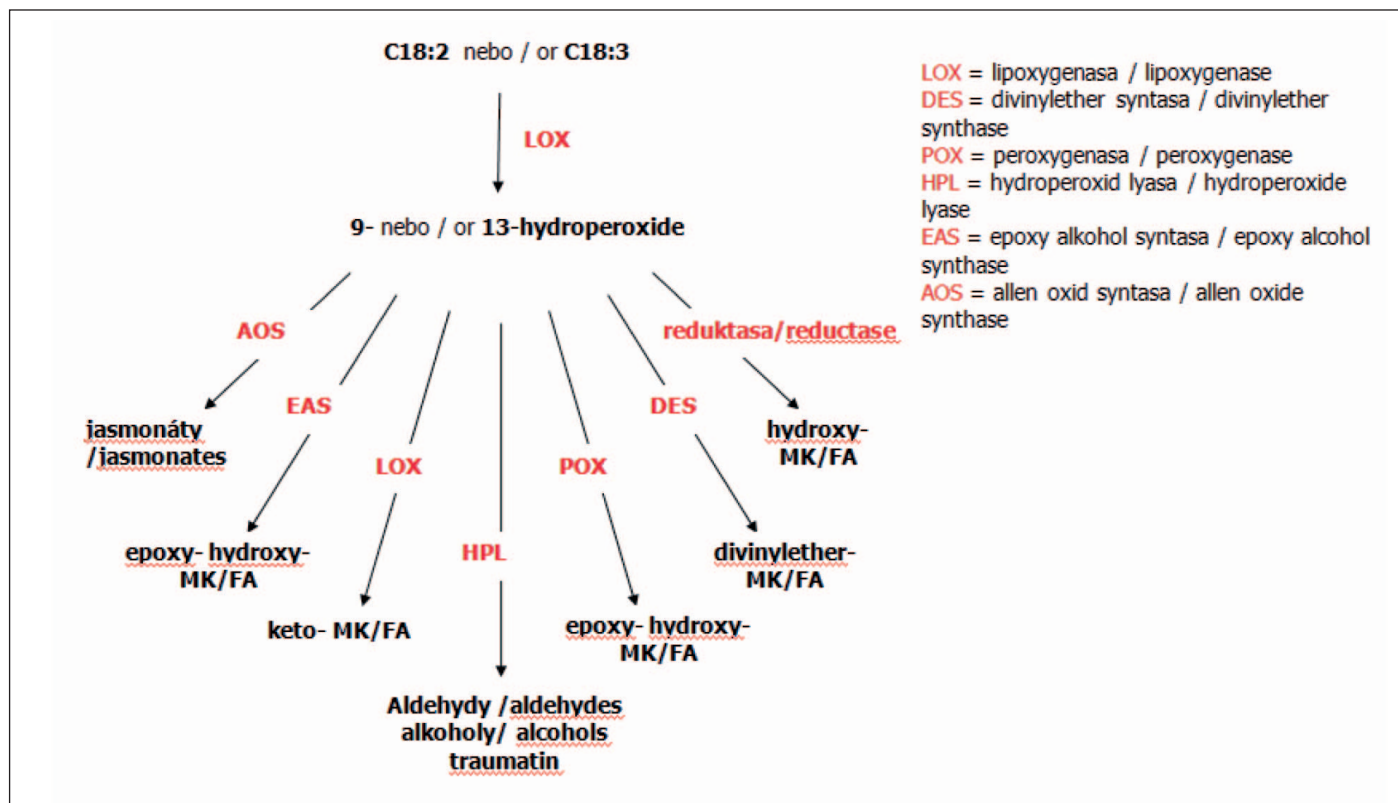 C18:2 nebo / or C18:3
LOX
9- nebo / or 13-hydroperoxide
LOX = lipoxygenasa / lipoxygenase
DES = divinylether syntasa / divinylether
synthase
POX = peroxygenasa / peroxygenase
HPL = hydroperoxid lyasa / hydroperoxide
lyase
EAS = epoxy alkohol syntasa / epoxy alcohol
synthase
AOS = allen oxid syntasa / allen oxide
synthase
AOS
reduktasa/reductase
EAS
DES
jasmonáty
/jasmonates
hydroxy-
MK/FA
LOX
POX
HPL
epoxy- hydroxy-
MK/FA
divinylether-
MK/FA
keto- MK/FA
epoxy- hydroxy-
MK/FA
Aldehydy /aldehydes
alkoholy/ alcohols
traumatin